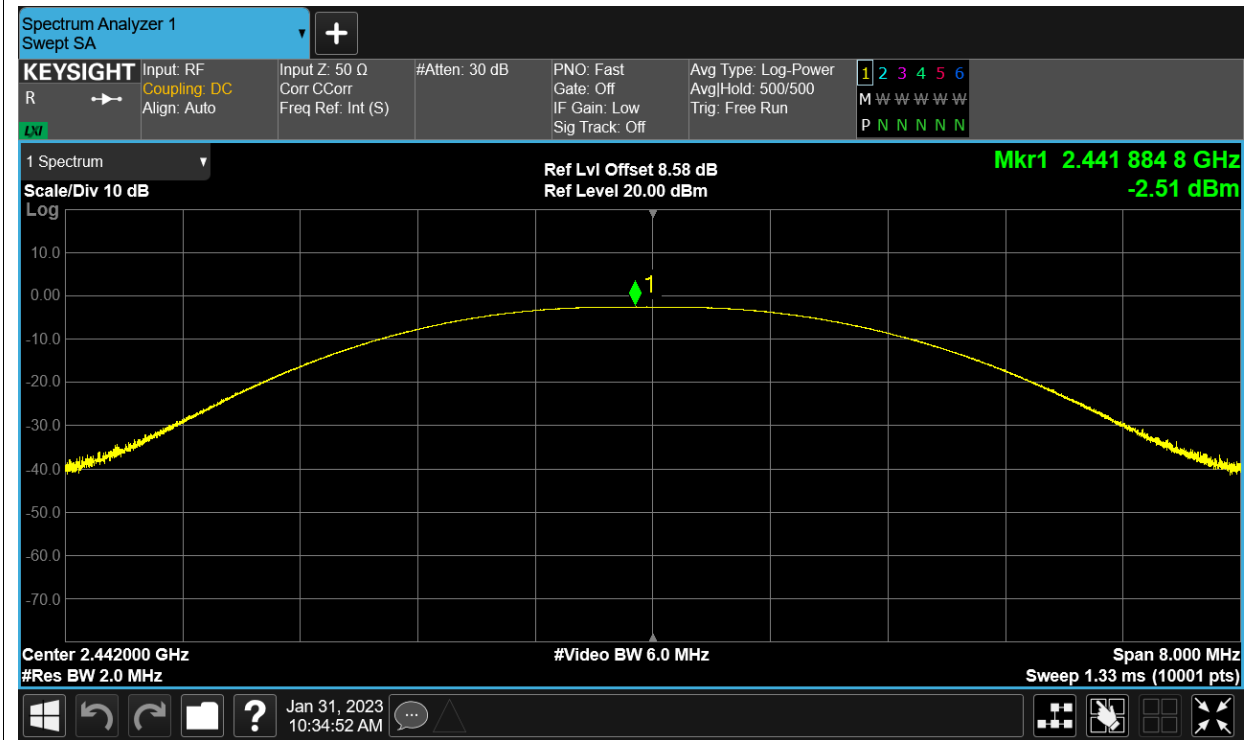 Spectrum Analyzer 1
Swept SA
KEYSIGHT
R
LXI
Input: RF
Coupling: DC
Align: Auto
Input Z: 50 Ω
Corr CCorr
Freq Ref: Int (S)
#Atten: 30 dB
PNO: Fast
Gate: Off
IF Gain: Low
Sig Track: Off
Avg Type: Log-Power
Avg|Hold: 500/500
Trig: Free Run
1 2 3 4 5 6
M W W W W W
P N N N N N
1 Spectrum
Scale/Div 10 dB
Log
Ref Lvl Offset 8.58 dB
Ref Level 20.00 dBm
Mkr1 2.441 884 8 GHz
-2.51 dBm
10.0
0.00
-10.0
-20.0
-30.0
-40.0
-50.0
-60.0
-70.0
1
Center 2.442000 GHz
#Res BW 2.0 MHz
#Video BW 6.0 MHz
Span 8.000 MHz
Sweep 1.33 ms (10001 pts)
?
Jan 31, 2023
10:34:52 AM